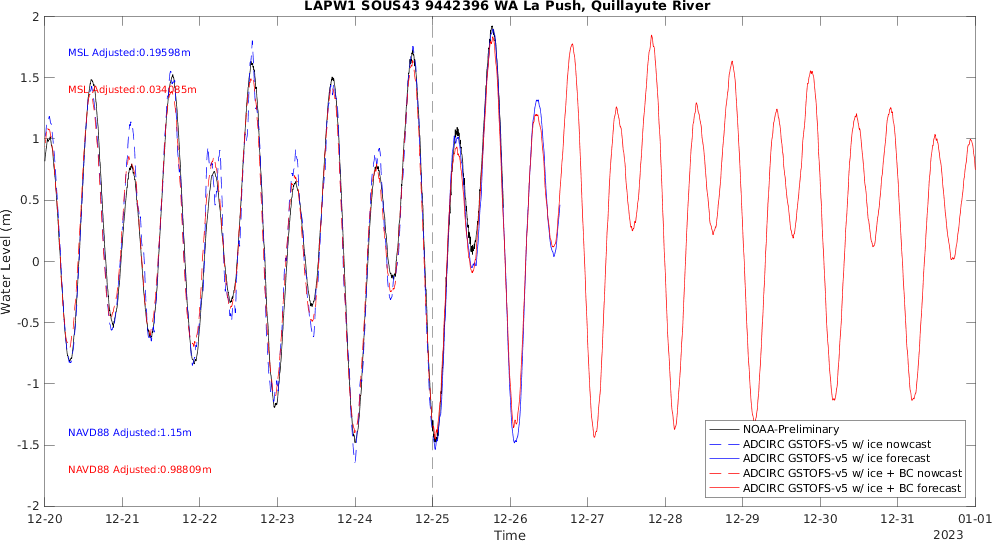 LAPW1 SOUS43 9442396 WA La Push, Quillayute River
2
1.5
1
0.5
0
-0.5
-1
-1.5
-2
Water Level (m)
MSL Adjusted:0.19598m
MSL Adjusted:0.034035m
NAVD88 Adjusted:1.15m
NAVD88 Adjusted:0.98809m
NOAA-Preliminary
ADCIRC GSTOFS-v5 w/ ice nowcast
ADCIRC GSTOFS-v5 w/ ice forecast
ADCIRC GSTOFS-v5 w/ ice + BC nowcast
ADCIRC GSTOFS-v5 w/ ice + BC forecast
12-20 12-21 12-22 12-23 12-24 12-25 12-26 12-27 12-28 12-29 12-30 12-31 01-01
Time
2023